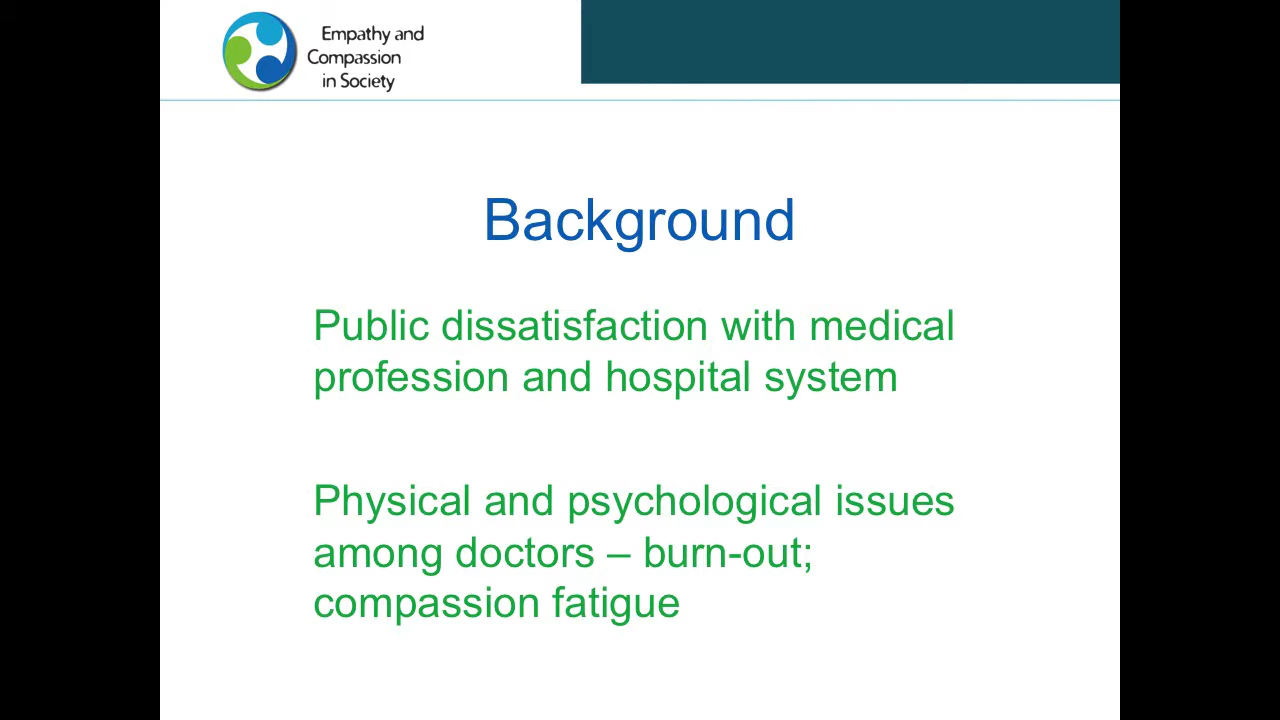 Empathy and
Compassion
in Society
Background
Public dissatisfaction with medical
profession and hospital system
Physical and psychological issues
among doctors – burn-out;
compassion fatigue